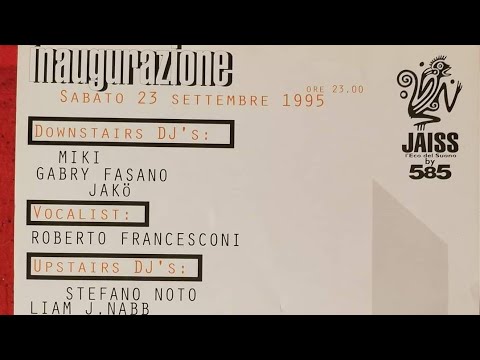 inaugurazione
ORE 23.00
SABATO 23 SETTEMBRE 1995
DOWNSTAIRS DJ'S:
MIKI
GABRY FASANO
JAKÖ
VOCALIST:
ROBERTO FRANCESCONI
UPSTAIRS DJ'S:
STEFANO NOTO
LIAM J.NABB
JAISS
l'Eco del Suono
by
585